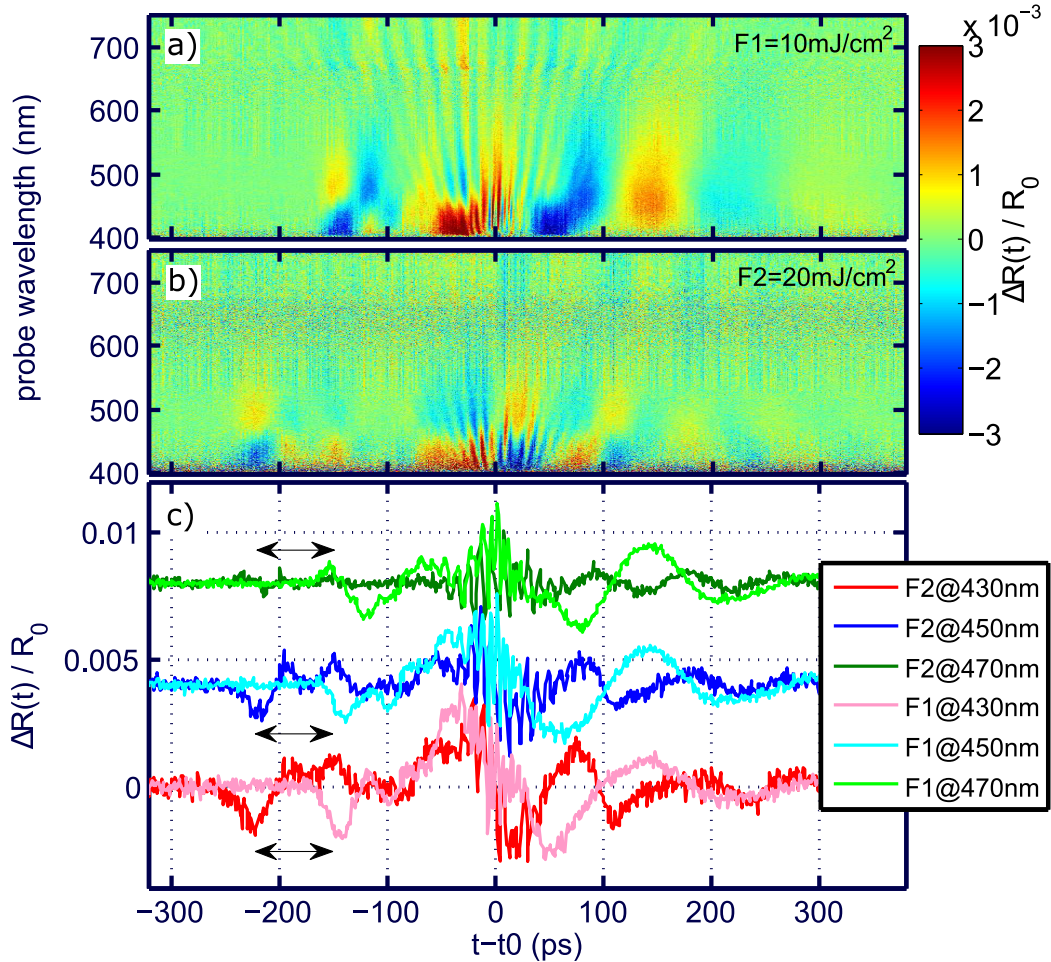 a)
F1=10mJ/cm²
700
600
500
400
b)
F2=20mJ/cm²
700
600
500
400
probe wavelength (nm)
x 10⁻³
3
2
1
0
−1
−2
−3
ΔR(t) / R₀
c)
0.01
0.005
0
ΔR(t) / R₀
−300
−200
−100
0
100
200
300
t−t0 (ps)
F2@430nm
F2@450nm
F2@470nm
F1@430nm
F1@450nm
F1@470nm